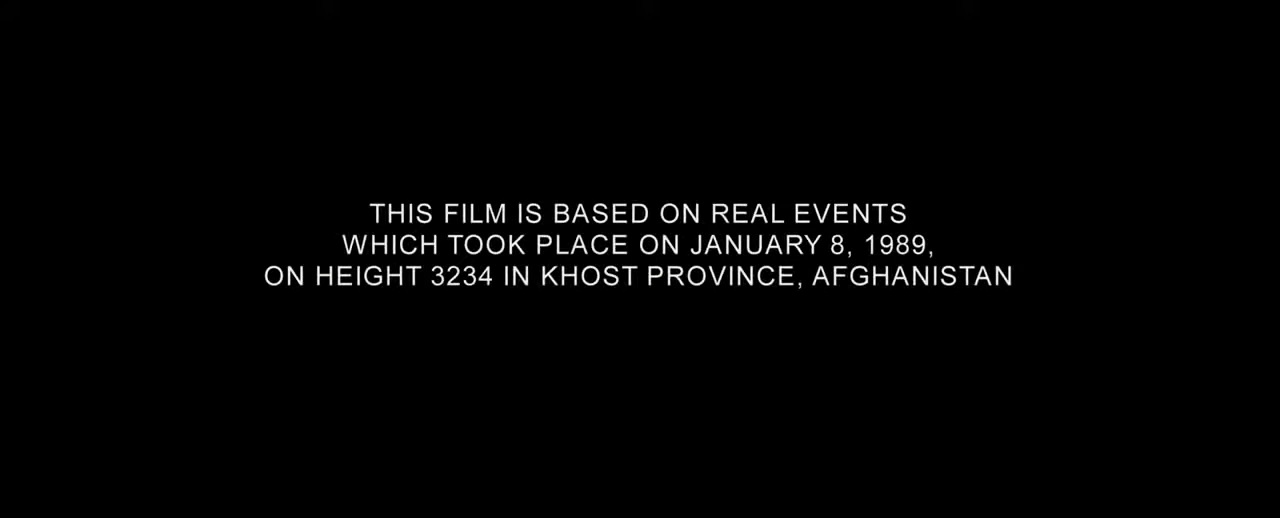 THIS FILM IS BASED ON REAL EVENTS
WHICH TOOK PLACE ON JANUARY 8, 1989,
ON HEIGHT 3234 IN KHOST PROVINCE, AFGHANISTAN